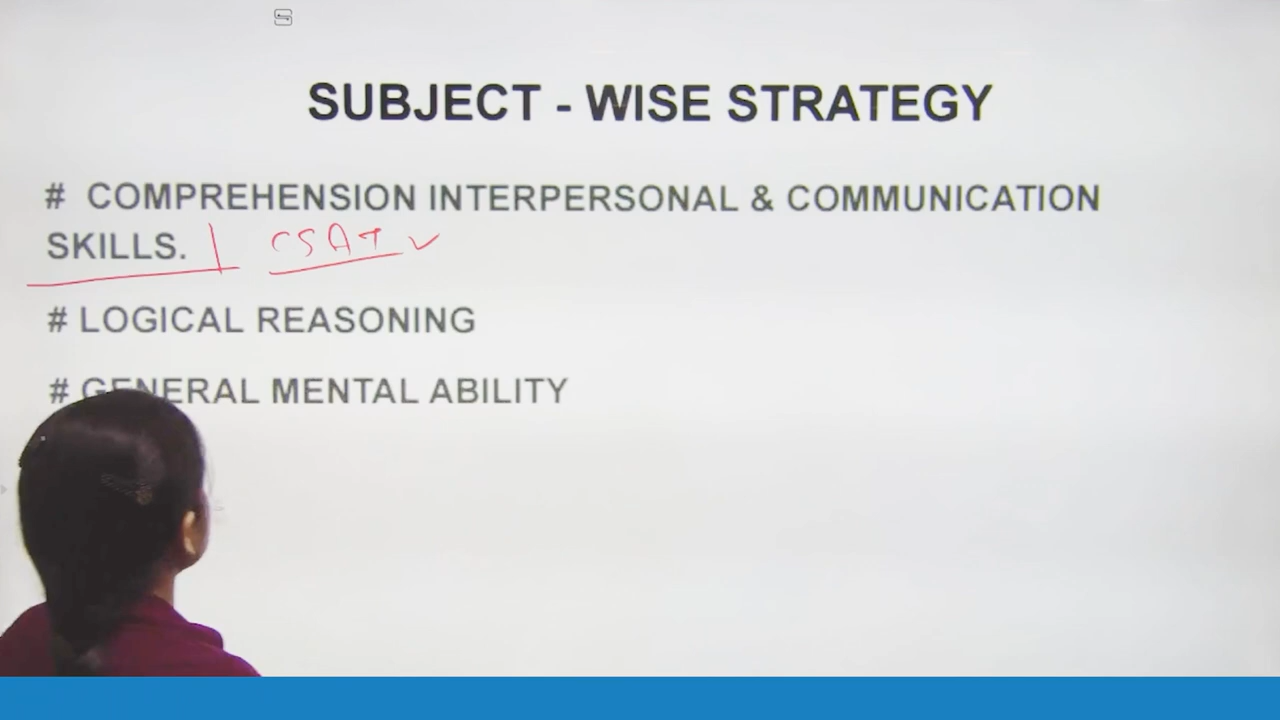 SUBJECT - WISE STRATEGY
# COMPREHENSION INTERPERSONAL & COMMUNICATION
SKILLS. | CSAT ✓
# LOGICAL REASONING
# GENERAL MENTAL ABILITY